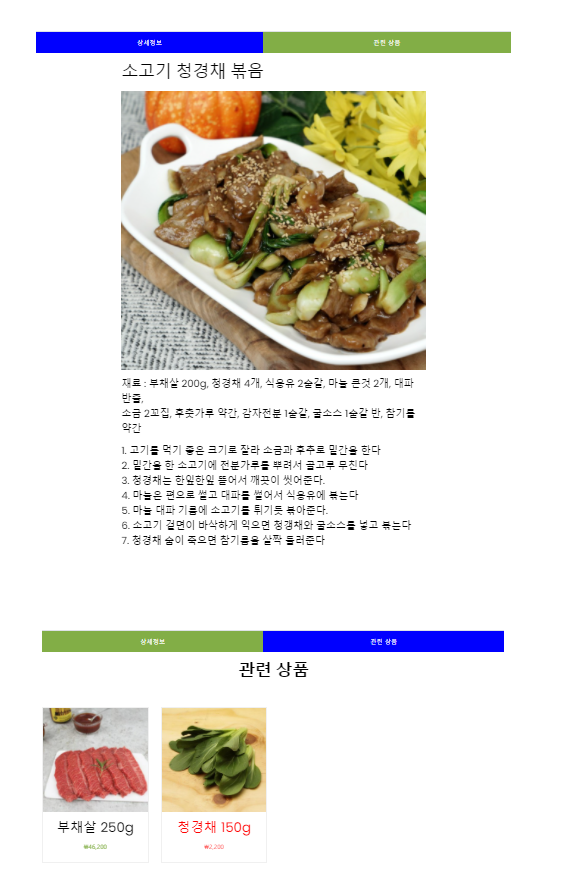 상세정보
관련 상품
소고기 청경채 볶음
재료 : 부채살 200g, 청경채 4개, 식용유 2숟갈, 마늘 큰것 2개, 대파
반줄,
소금 2꼬집, 후춧가루 약간, 감자전분 1숟갈, 굴소스 1숟갈 반, 참기름
약간
1. 고기를 먹기 좋은 크기로 잘라 소금과 후추로 밑간을 한다
2. 밑간을 한 소고기에 전분가루를 뿌려서 골고루 무친다
3. 청경채는 한잎한잎 뜯어서 깨끗이 씻어준다.
4. 마늘은 편으로 썰고 대파를 썰어서 식용유에 볶는다
5. 마늘 대파 기름에 소고기를 튀기듯 볶아준다.
6. 소고기 겉면이 바삭하게 익으면 청갱채와 굴소스를 넣고 볶는다
7. 청경채 숨이 죽으면 참기름을 살짝 둘러준다
상세정보
관련 상품
관련 상품
부채살 250g
청경채 150g
₩46,200
₩2,200